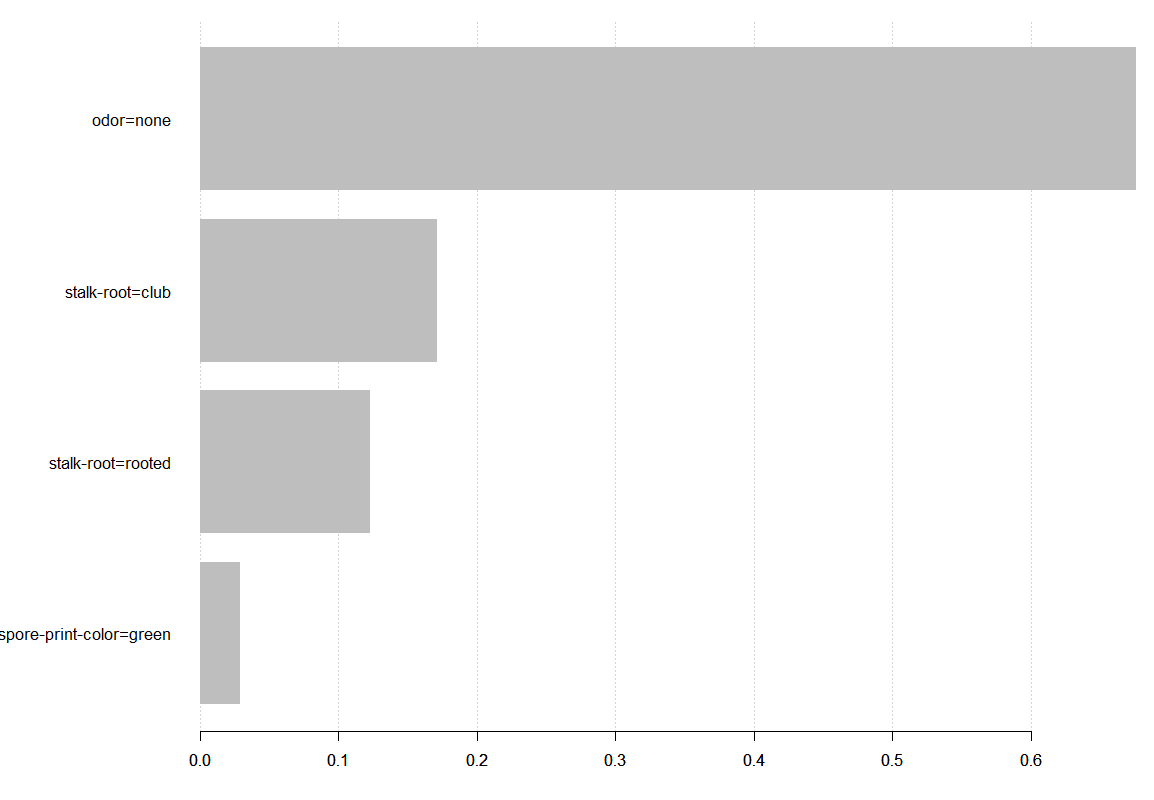 odor=none
stalk-root=club
stalk-root=rooted
spore-print-color=green
0.0 0.1 0.2 0.3 0.4 0.5 0.6